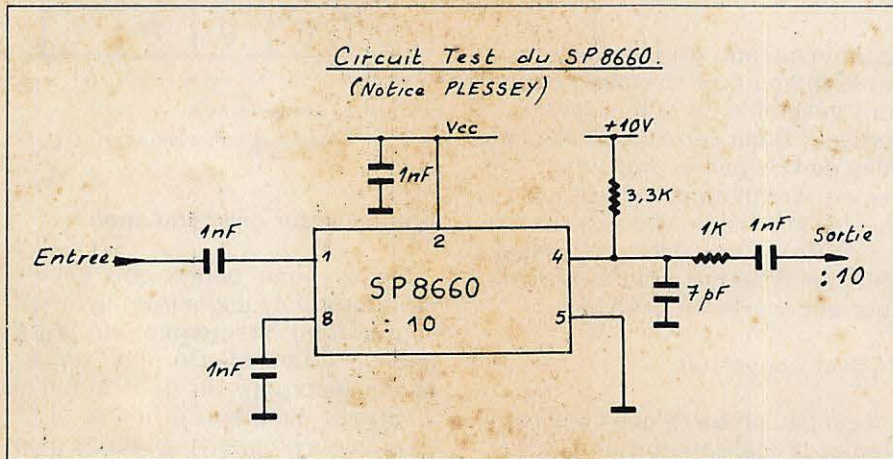 Circuit Test du SP8660.
(Notice PLESSEY)
Vcc
+10V
1nF
3,3K
1nF
2
1K
1nF
Sortie
Entree
1
4
: 10
SP8660
: 10
7pF
8
5
1nF